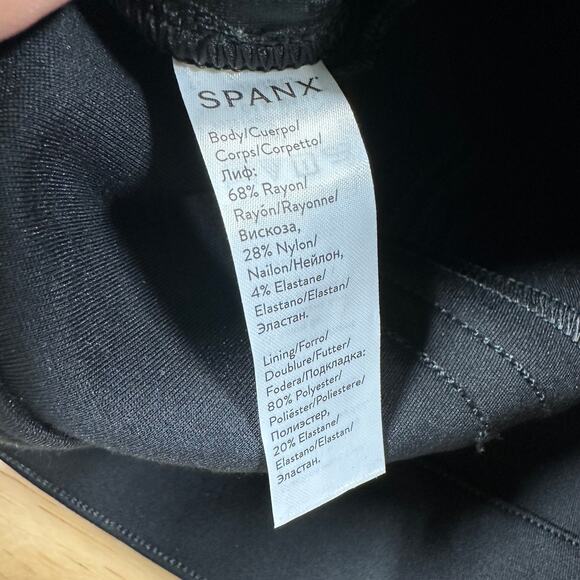 SPANX
Body/Cuerpo/
Corps/Corpetto/
Лиф:
68% Rayon/
Rayón/Rayonne/
Вискоза,
28% Nylon/
Nailon/Нейлон,
4% Elastane/
Elastano/Elastan/
Эластан.
Lining/Forro/
Doublure/Futter/
Fodera/Подкладка:
80% Polyester/
Poliéster/Poliestere/
Полиэстер,
20% Elastane/
Elastano/Elastan/
Эластан.